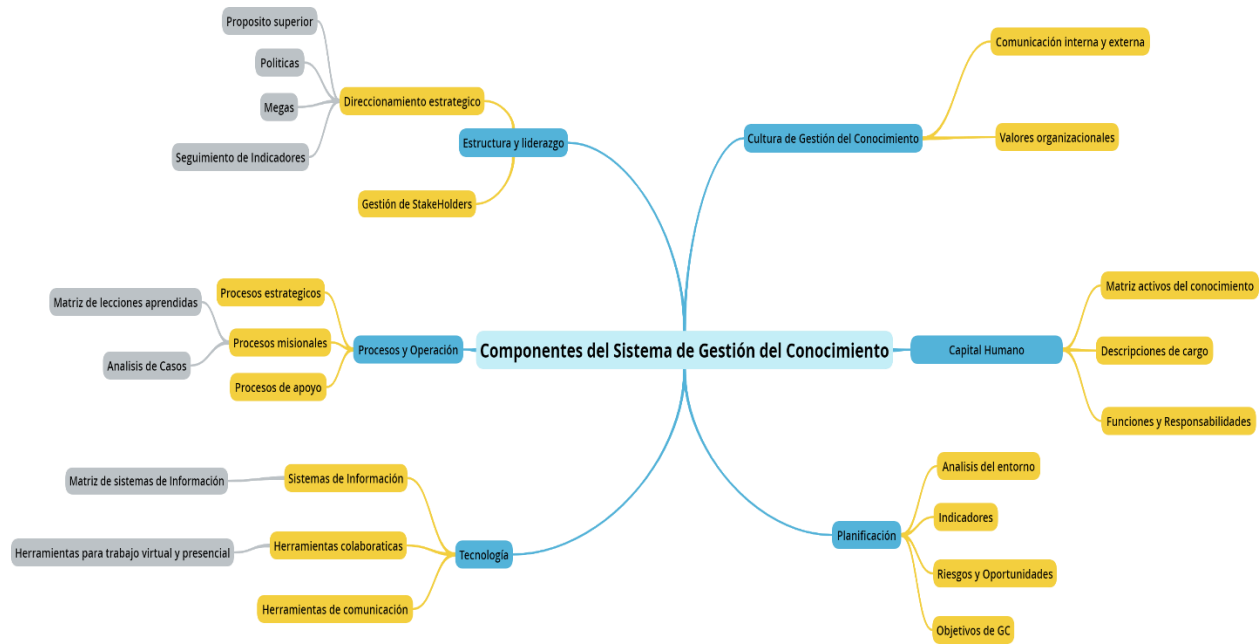 Componentes del Sistema de Gestión del Conocimiento
Estructura y liderazgo
Direccionamiento estrategico
Proposito superior
Politicas
Megas
Seguimiento de Indicadores
Gestión de StakeHolders
Procesos y Operación
Procesos estrategicos
Procesos misionales
Matriz de lecciones aprendidas
Analisis de Casos
Procesos de apoyo
Tecnología
Sistemas de Información
Matriz de sistemas de Información
Herramientas colaboraticas
Herramientas para trabajo virtual y presencial
Herramientas de comunicación
Cultura de Gestión del Conocimiento
Comunicación interna y externa
Valores organizacionales
Capital Humano
Matriz activos del conocimiento
Descripciones de cargo
Funciones y Responsabilidades
Planificación
Analisis del entorno
Indicadores
Riesgos y Oportunidades
Objetivos de GC